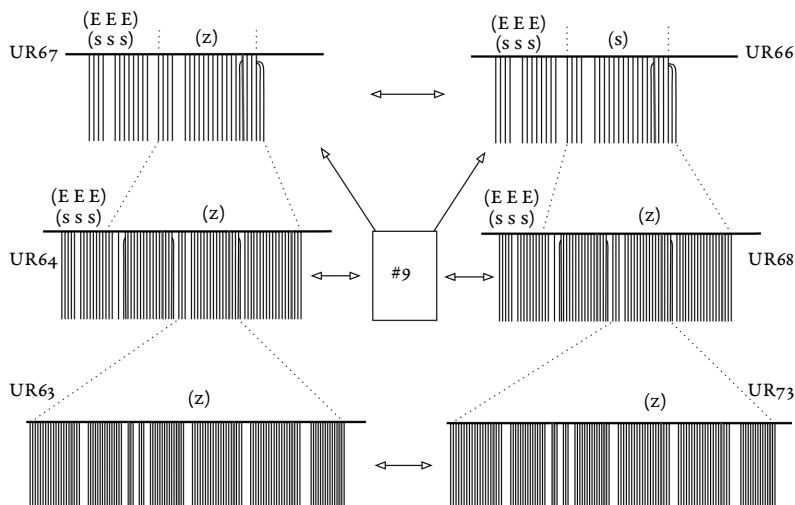 (E E E)
(s s s)
(z)
UR67
(E E E)
(s s s)
(s)
UR66
(E E E)
(s s s)
(z)
UR64
#9
(E E E)
(s s s)
(z)
UR68
UR63
(z)
(z)
UR73